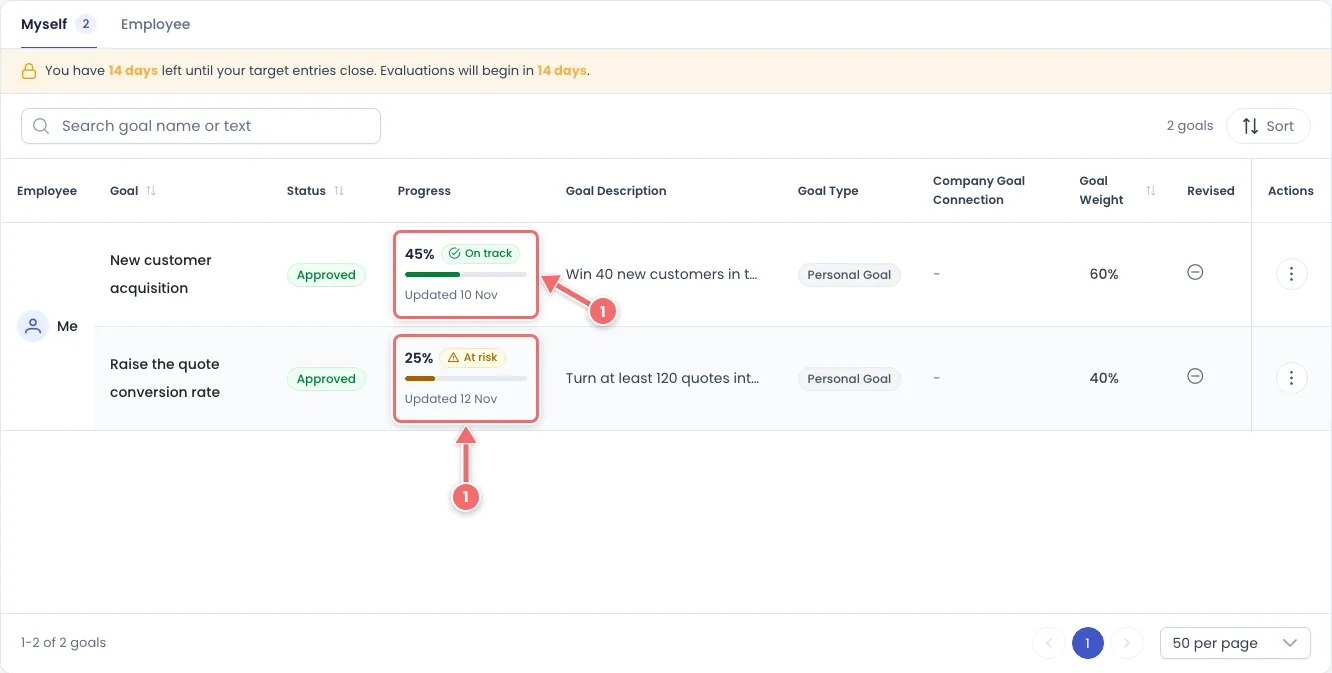 Myself 2 Employee
You have 14 days left until your target entries close. Evaluations will begin in 14 days.
Search goal name or text
2 goals
Sort
Employee Goal Status Progress Goal Description Goal Type Company Goal Connection Goal Weight Revised Actions
Me
New customer
acquisition
Approved
45% On track
Updated 10 Nov
1
Win 40 new customers in t...
Personal Goal
-
60%
Raise the quote
conversion rate
Approved
25% At risk
Updated 12 Nov
1
Turn at least 120 quotes int...
Personal Goal
-
40%
1-2 of 2 goals
1
50 per page